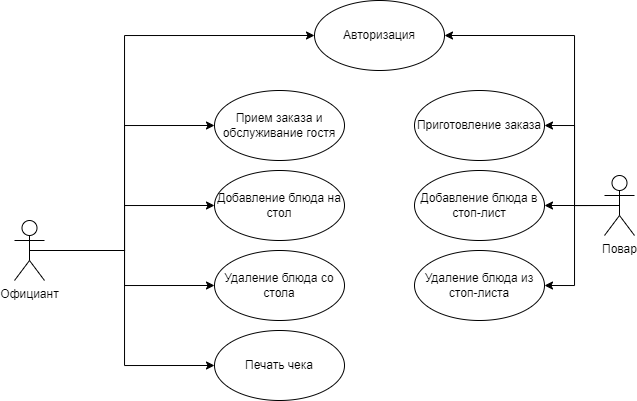 Авторизация
Прием заказа и
обслуживание гостя
Приготовление заказа
Добавление блюда на
стол
Добавление блюда в
стоп-лист
Повар
Официант
Удаление блюда со
стола
Удаление блюда из
стоп-листа
Печать чека